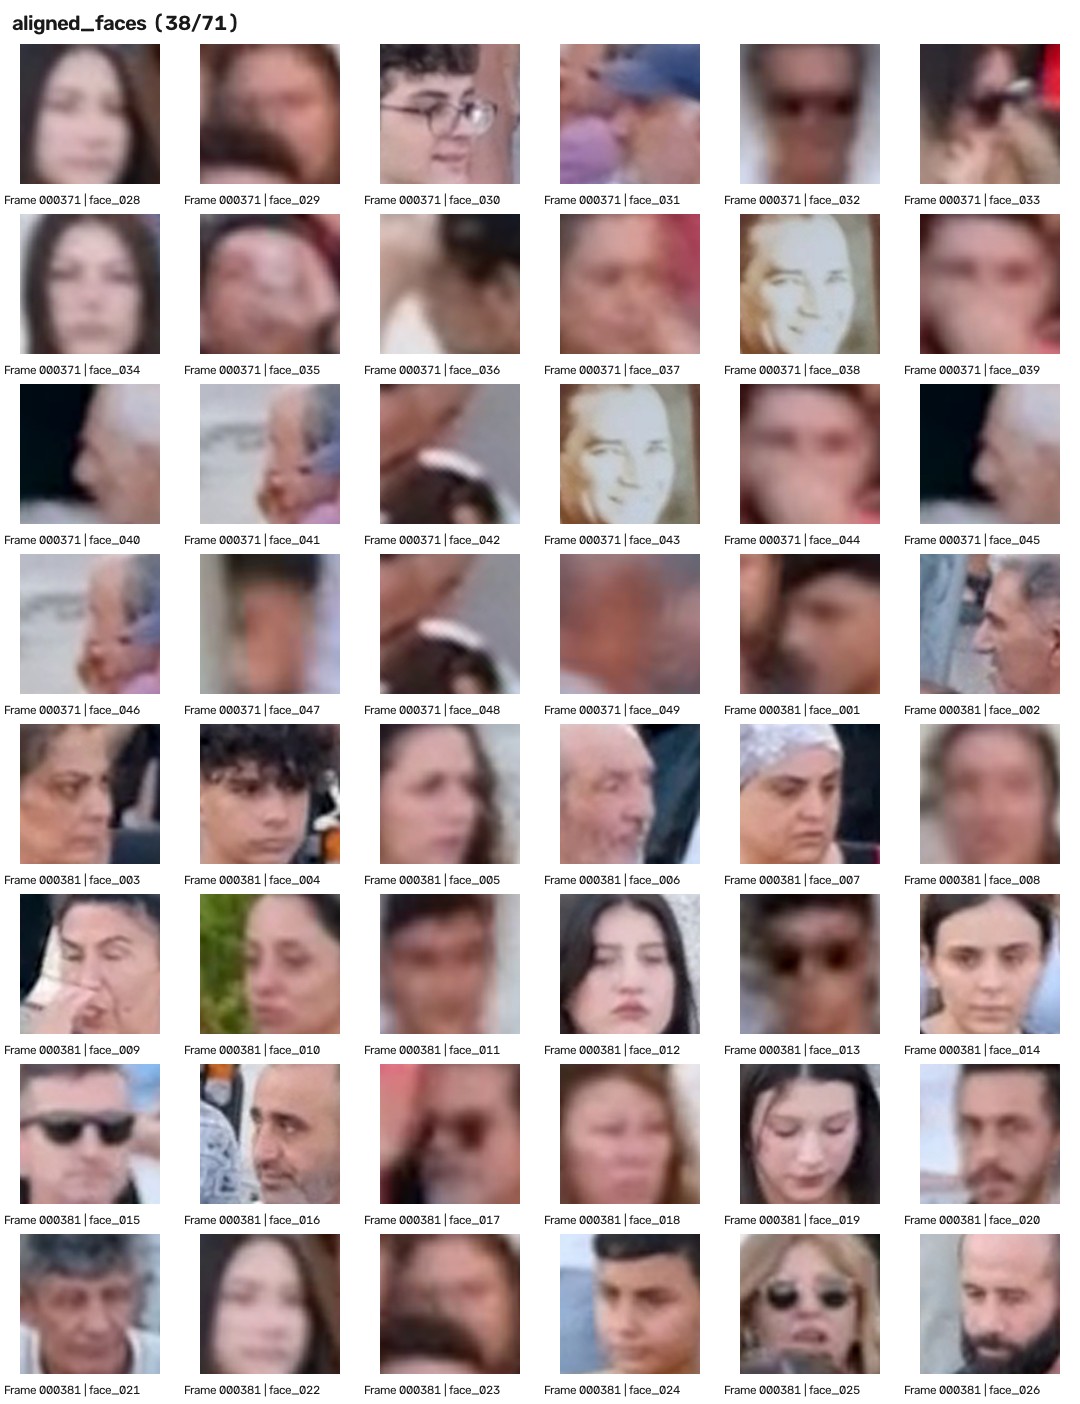 aligned_faces (38/71)
Frame 000371 | face_028 Frame 000371 | face_029 Frame 000371 | face_030 Frame 000371 | face_031 Frame 000371 | face_032 Frame 000371 | face_033
Frame 000371 | face_034 Frame 000371 | face_035 Frame 000371 | face_036 Frame 000371 | face_037 Frame 000371 | face_038 Frame 000371 | face_039
Frame 000371 | face_040 Frame 000371 | face_041 Frame 000371 | face_042 Frame 000371 | face_043 Frame 000371 | face_044 Frame 000371 | face_045
Frame 000371 | face_046 Frame 000371 | face_047 Frame 000371 | face_048 Frame 000371 | face_049 Frame 000381 | face_001 Frame 000381 | face_002
Frame 000381 | face_003 Frame 000381 | face_004 Frame 000381 | face_005 Frame 000381 | face_006 Frame 000381 | face_007 Frame 000381 | face_008
Frame 000381 | face_009 Frame 000381 | face_010 Frame 000381 | face_011 Frame 000381 | face_012 Frame 000381 | face_013 Frame 000381 | face_014
Frame 000381 | face_015 Frame 000381 | face_016 Frame 000381 | face_017 Frame 000381 | face_018 Frame 000381 | face_019 Frame 000381 | face_020
Frame 000381 | face_021 Frame 000381 | face_022 Frame 000381 | face_023 Frame 000381 | face_024 Frame 000381 | face_025 Frame 000381 | face_026